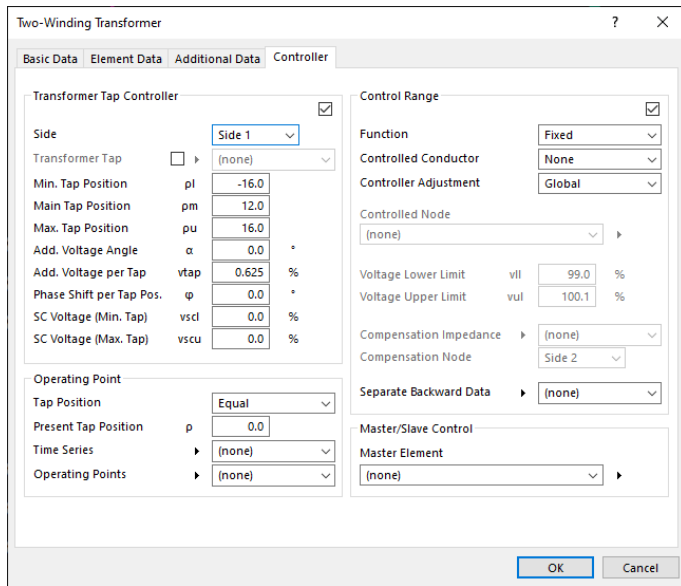 Two-Winding Transformer ?
Basic Data Element Data Additional Data Controller
Transformer Tap Controller
Side Side 1
Transformer Tap (none)
Min. Tap Position ρl -16.0
Main Tap Position ρm 12.0
Max. Tap Position ρu 16.0
Add. Voltage Angle α 0.0 °
Add. Voltage per Tap vtap 0.625 %
Phase Shift per Tap Pos. φ 0.0 °
SC Voltage (Min. Tap) vscl 0.0 %
SC Voltage (Max. Tap) vscu 0.0 %
Operating Point
Tap Position Equal
Present Tap Position ρ 0.0
Time Series (none)
Operating Points (none)
Control Range
Function Fixed
Controlled Conductor None
Controller Adjustment Global
Controlled Node
(none)
Voltage Lower Limit vll 99.0 %
Voltage Upper Limit vul 100.1 %
Compensation Impedance (none)
Compensation Node Side 2
Separate Backward Data (none)
Master/Slave Control
Master Element
(none)
OK Cancel